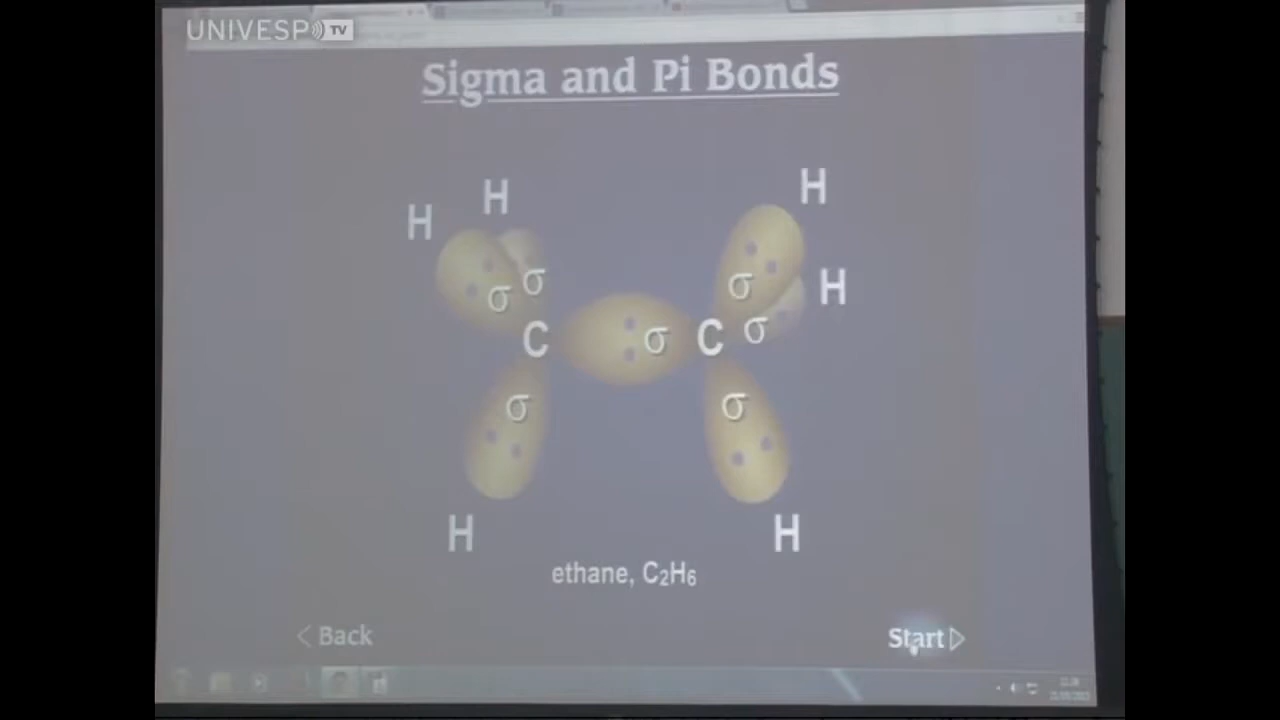 UNIVESP TV
Sigma and Pi Bonds
H
H
H
H
σ
σ
σ
σ
C
σ
C
σ
σ
H
H
ethane, C₂H₆
Back
Start